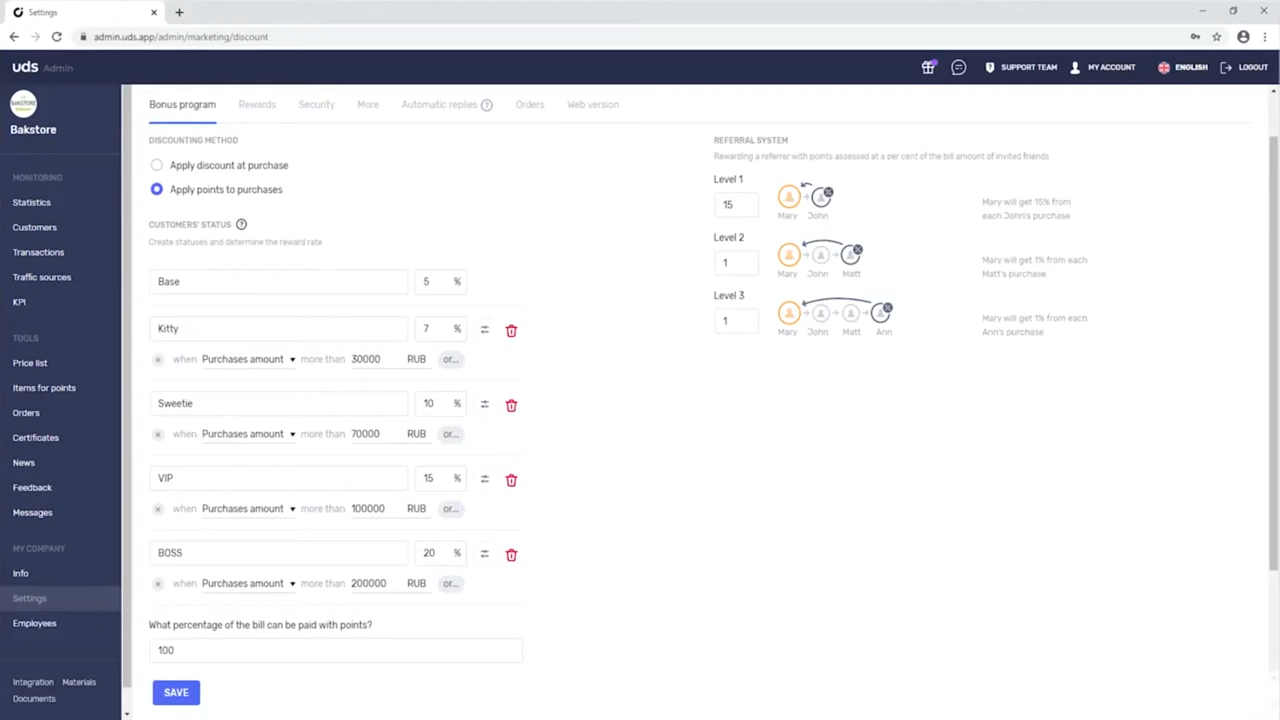 Settings
admin.uds.app/admin/marketing/discount
uds Admin
SUPPORT TEAM
MY ACCOUNT
ENGLISH
LOGOUT
BAKSTORE
Bakstore
MONITORING
Statistics
Customers
Transactions
Traffic sources
KPI
TOOLS
Price list
Items for points
Orders
Certificates
News
Feedback
Messages
MY COMPANY
Info
Settings
Employees
Integration Materials
Documents
Bonus program Rewards Security More Automatic replies ? Orders Web version
DISCOUNTING METHOD
Apply discount at purchase
Apply points to purchases
CUSTOMERS' STATUS ?
Create statuses and determine the reward rate
Base 5 %
Kitty 7 %
when Purchases amount more than 30000 RUB or...
Sweetie 10 %
when Purchases amount more than 70000 RUB or...
VIP 15 %
when Purchases amount more than 100000 RUB or...
BOSS 20 %
when Purchases amount more than 200000 RUB or...
What percentage of the bill can be paid with points?
100
SAVE
REFERRAL SYSTEM
Rewarding a referrer with points assessed at a per cent of the bill amount of invited friends
Level 1
15
Mary John
Mary will get 15% from
each John's purchase
Level 2
1
Mary John Matt
Mary will get 1% from each
Matt's purchase
Level 3
1
Mary John Matt Ann
Mary will get 1% from each
Ann's purchase